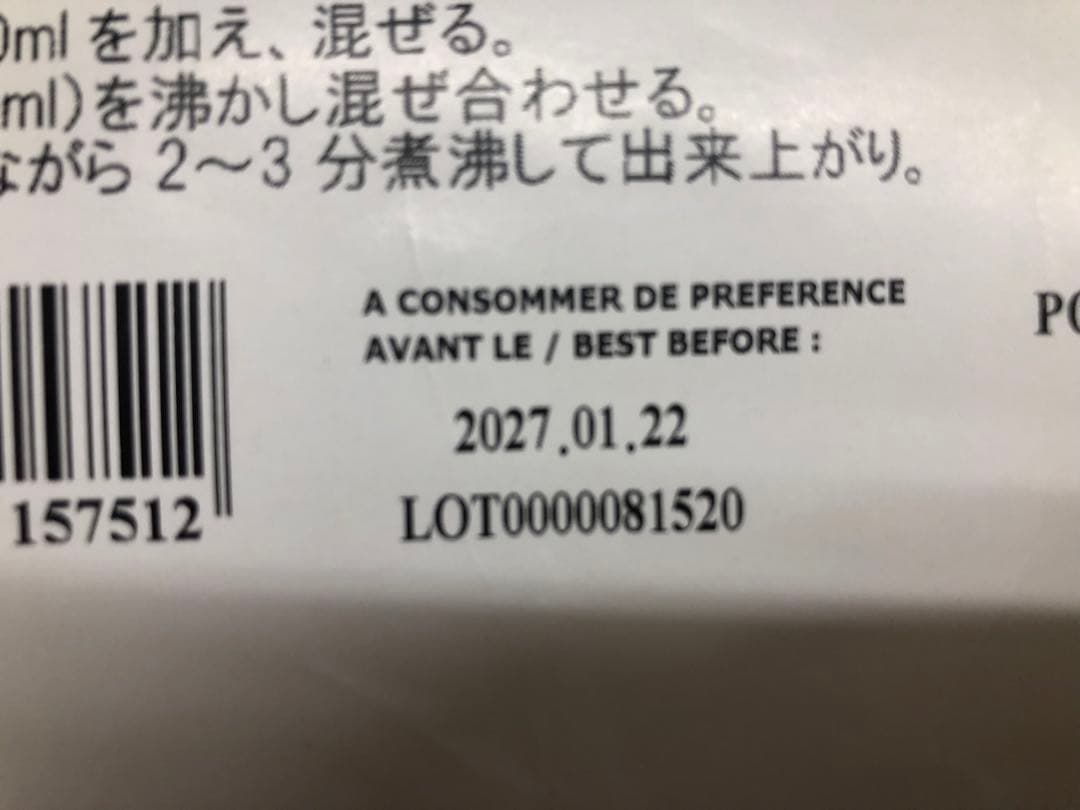 0ml を加え、混ぜる。
ml)を沸かし混ぜ合わせる。
ながら 2～3 分煮沸して出来上がり。
A CONSOMMER DE PREFERENCE
AVANT LE / BEST BEFORE :
PO
2027.01.22
LOT0000081520
157512